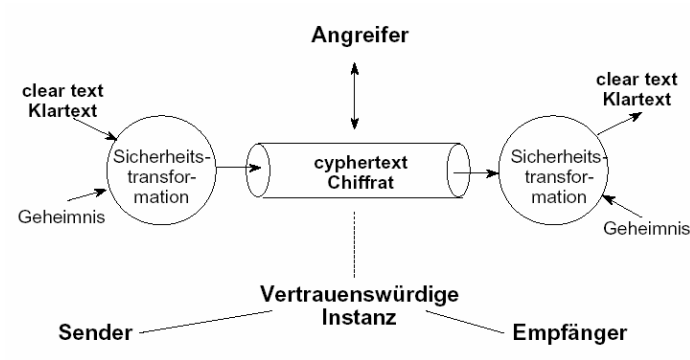 Angreifer
clear text
Klartext
clear text
Klartext
Sicherheits-
transfor-
mation
cyphertext
Chiffrat
Sicherheits-
transfor-
mation
Geheimnis
Geheimnis
Vertrauenswürdige
Instanz
Sender
Empfänger